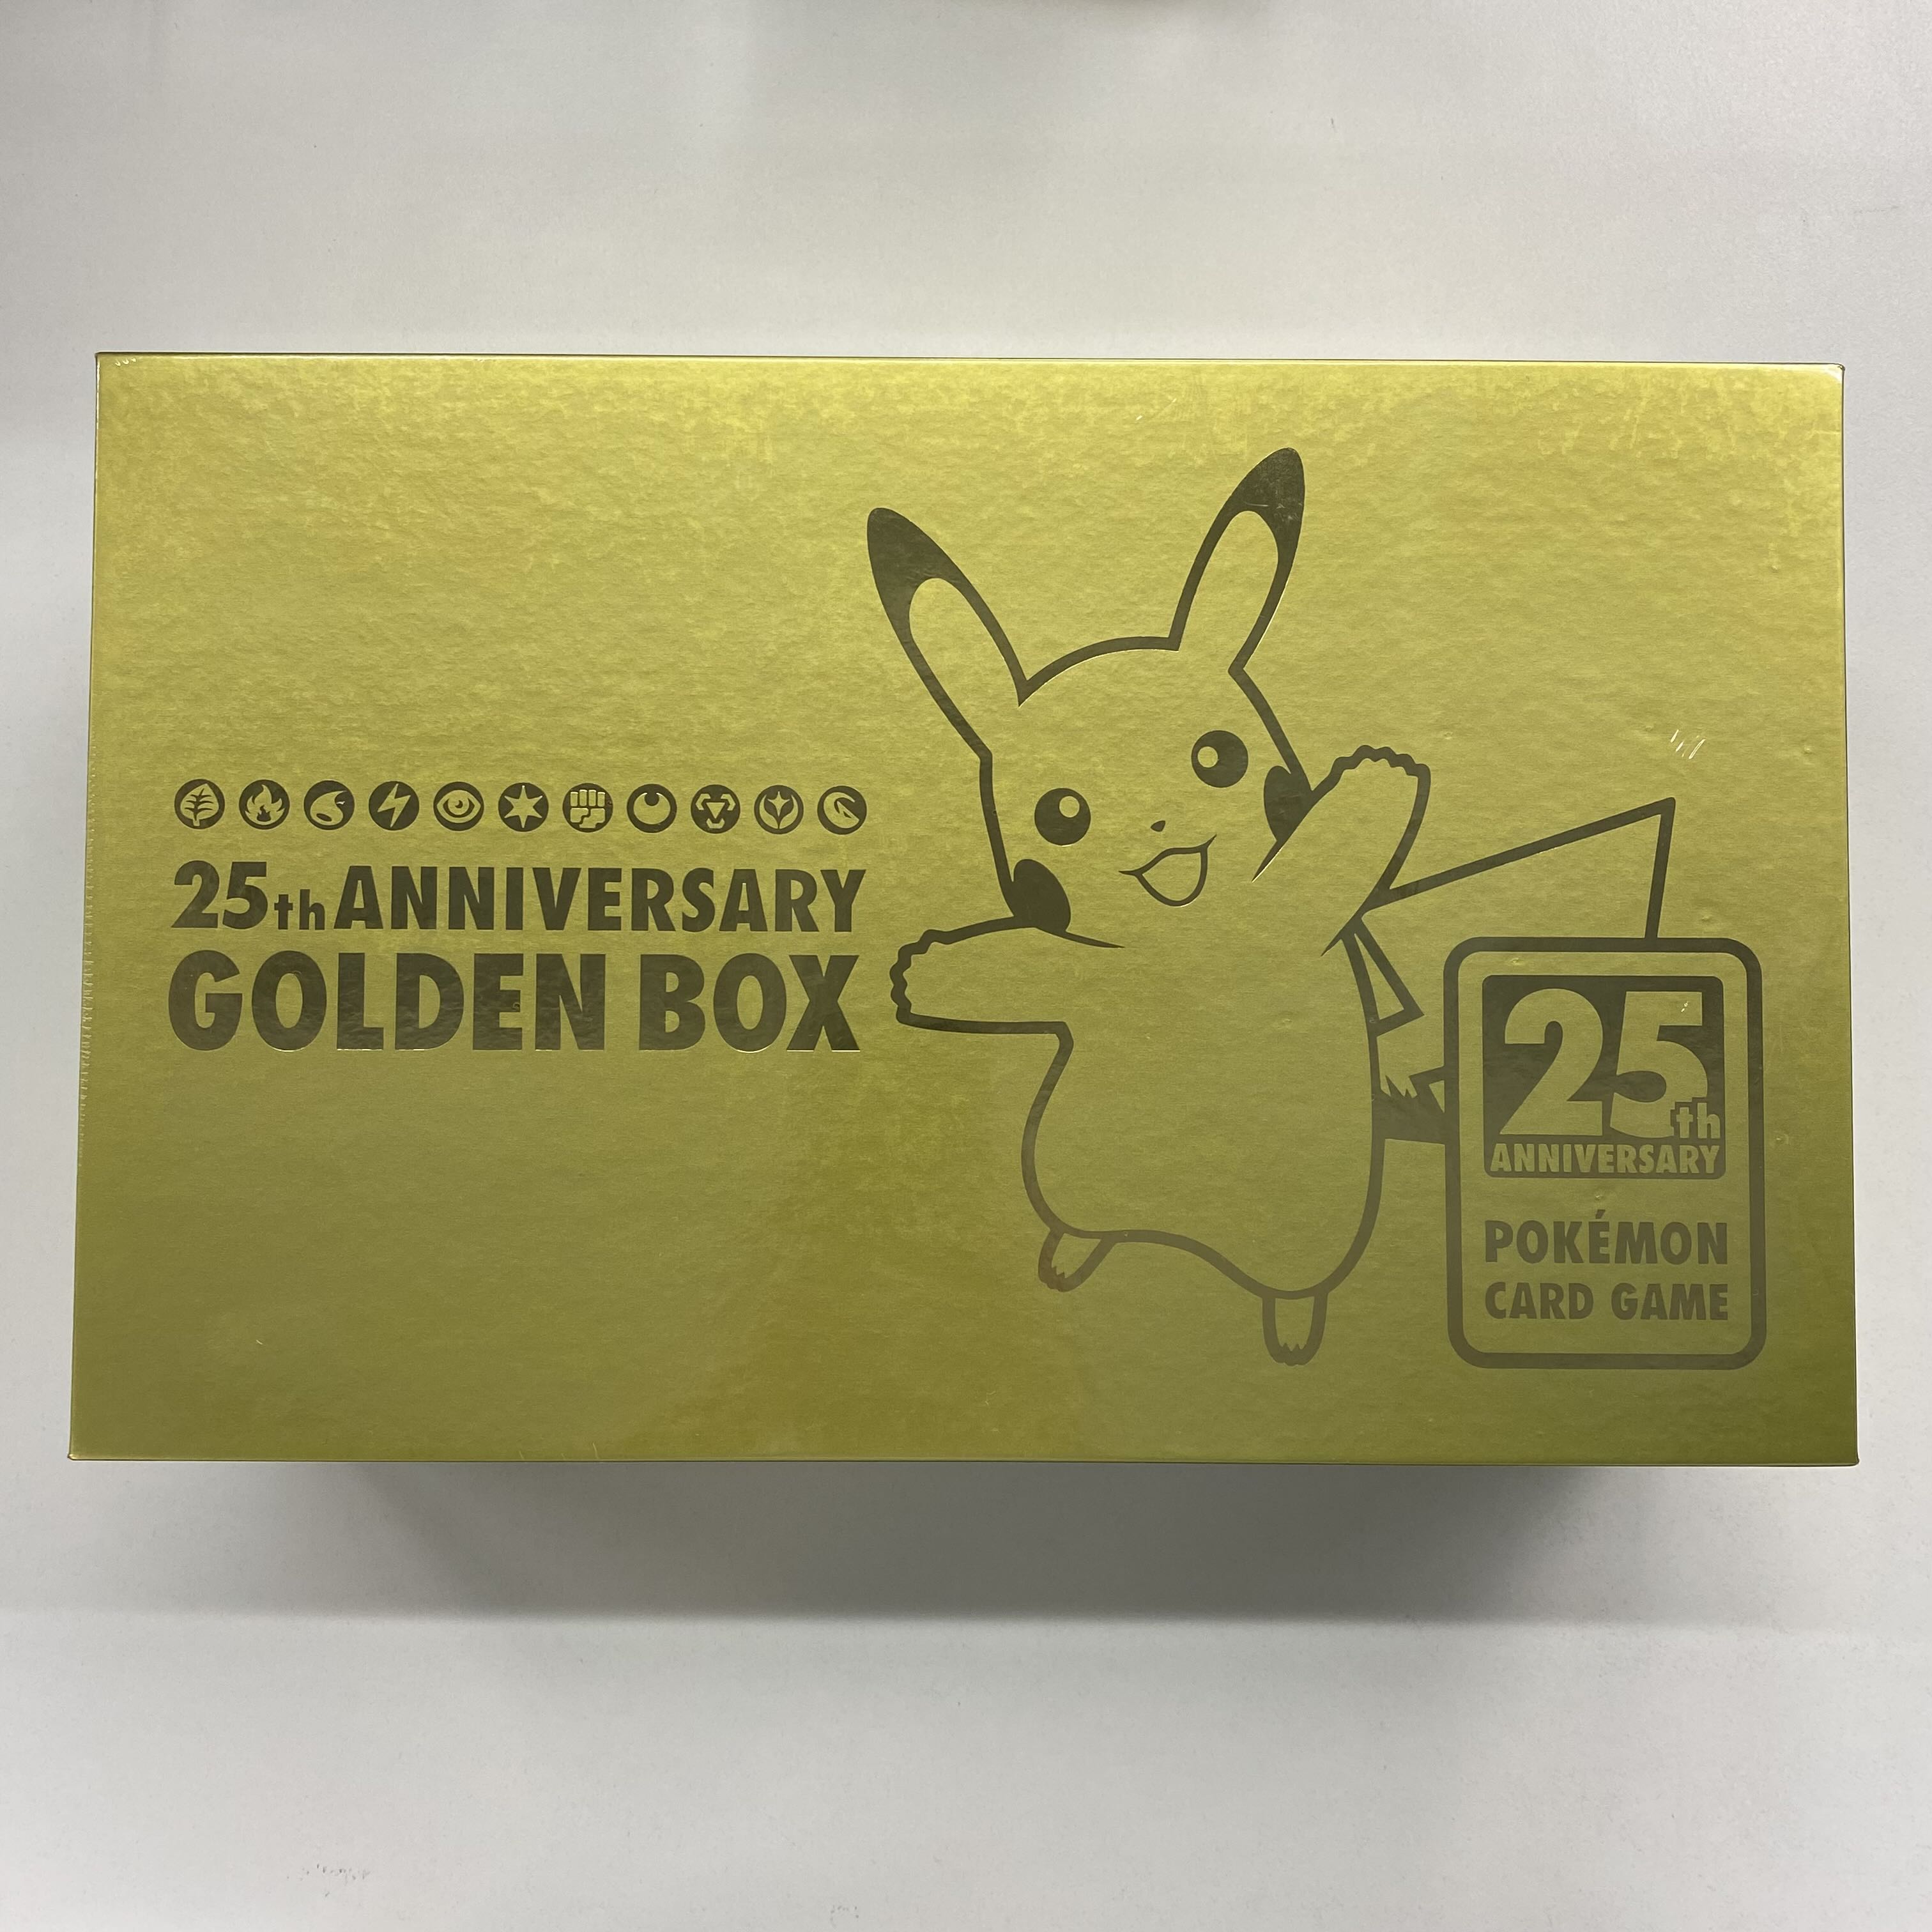 25th ANNIVERSARY
GOLDEN BOX
25th
ANNIVERSARY
POKÉMON
CARD GAME